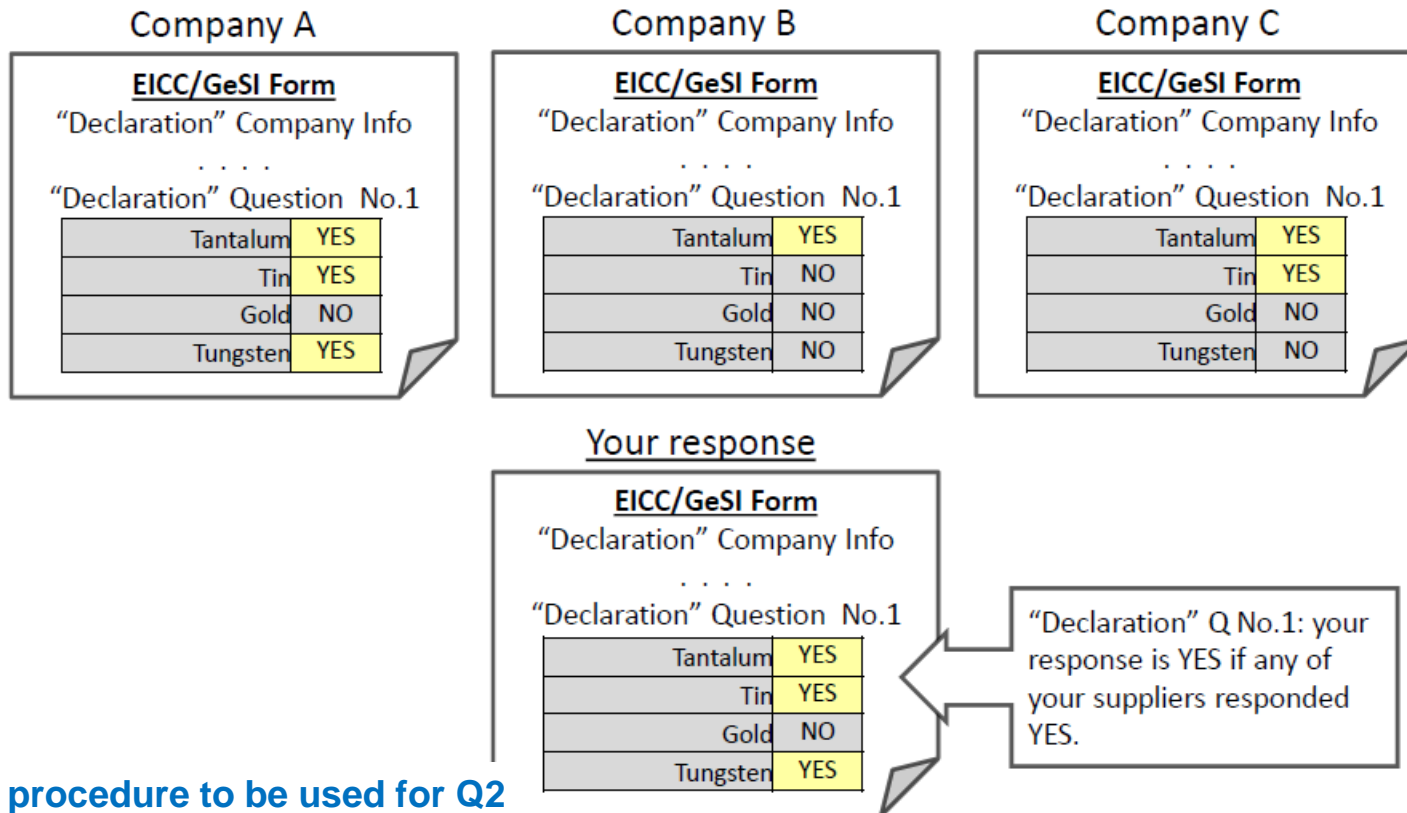 Company A
EICC/GeSI Form
“Declaration” Company Info
. . . .
“Declaration” Question No.1
Tantalum YES
Tin YES
Gold NO
Tungsten YES
Company B
EICC/GeSI Form
“Declaration” Company Info
. . . .
“Declaration” Question No.1
Tantalum YES
Tin NO
Gold NO
Tungsten NO
Company C
EICC/GeSI Form
“Declaration” Company Info
. . . .
“Declaration” Question No.1
Tantalum YES
Tin YES
Gold NO
Tungsten NO
Your response
EICC/GeSI Form
“Declaration” Company Info
. . . .
“Declaration” Question No.1
Tantalum YES
Tin YES
Gold NO
Tungsten YES
“Declaration” Q No.1: your
response is YES if any of
your suppliers responded
YES.
procedure to be used for Q2